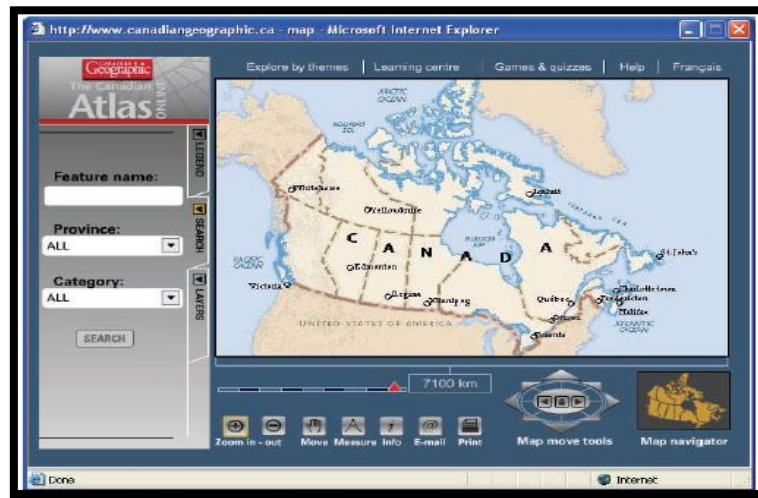 http://www.canadiangeographic.ca - map - Microsoft Internet Explorer
Canadian Geographic
The Canadian
Atlas ONLINE
Explore by themes | Learning centre | Games & quizzes | Help | Français
LEGEND
Feature name:
SEARCH
Province:
ALL
Category:
ALL
LAYERS
SEARCH
ARCTIC OCEAN
Whitehorse
Yellowknife
Iqaluit
CANADA
HUDSON BAY
PACIFIC OCEAN
St. John's
Edmonton
Victoria
Regina
Winnipeg
Québec
Charlottetown
Fredericton
Halifax
Ottawa
Toronto
ATLANTIC OCEAN
UNITED STATES OF AMERICA
7100 km
Zoom in - out
Move
Measure
Info
E-mail
Print
Map move tools
Map navigator
Done
Internet